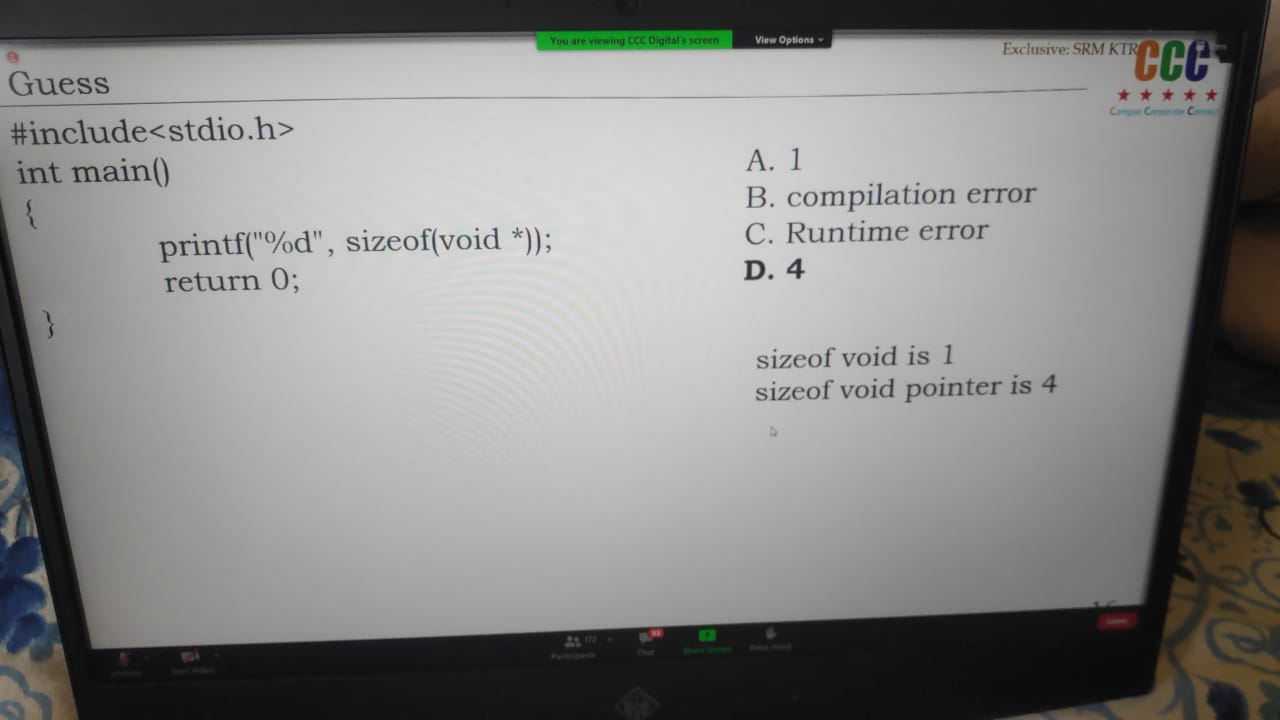 You are viewing CCC Digital's screen
View Options
Exclusive: SRM KTR
CCC
Guess
Campus Corporate Connect
#include<stdio.h>
int main()
{
printf("%d", sizeof(void *));
return 0;
}
A. 1
B. compilation error
C. Runtime error
D. 4
sizeof void is 1
sizeof void pointer is 4
172
93
Participants
Chat
Share Screen
Raise Hand
Start Video
Leave